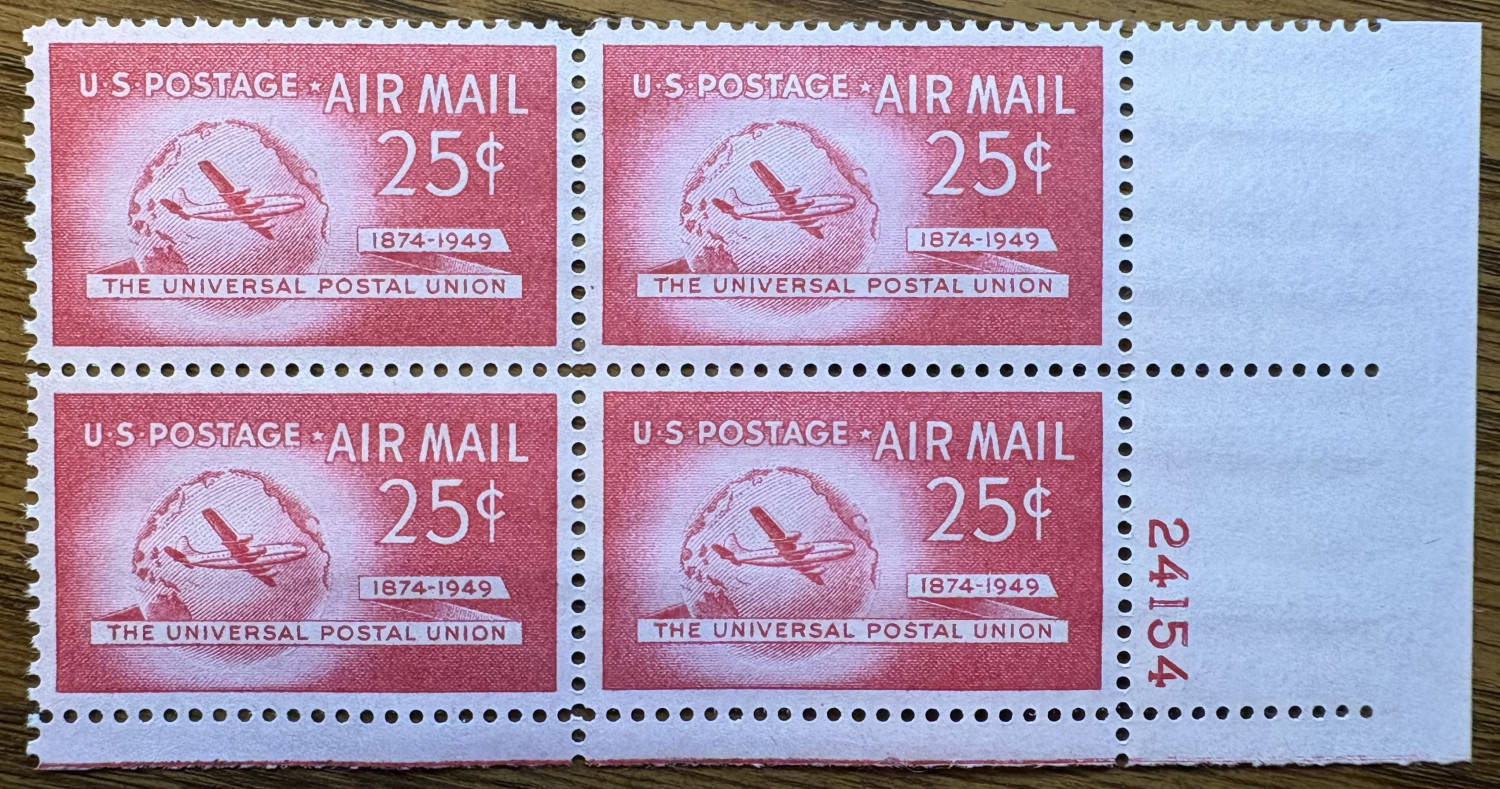 U·S·POSTAGE ★ AIR MAIL
25¢
1874-1949
THE UNIVERSAL POSTAL UNION
U·S·POSTAGE ★ AIR MAIL
25¢
1874-1949
THE UNIVERSAL POSTAL UNION
U·S·POSTAGE ★ AIR MAIL
25¢
1874-1949
THE UNIVERSAL POSTAL UNION
U·S·POSTAGE ★ AIR MAIL
25¢
1874-1949
THE UNIVERSAL POSTAL UNION
24154